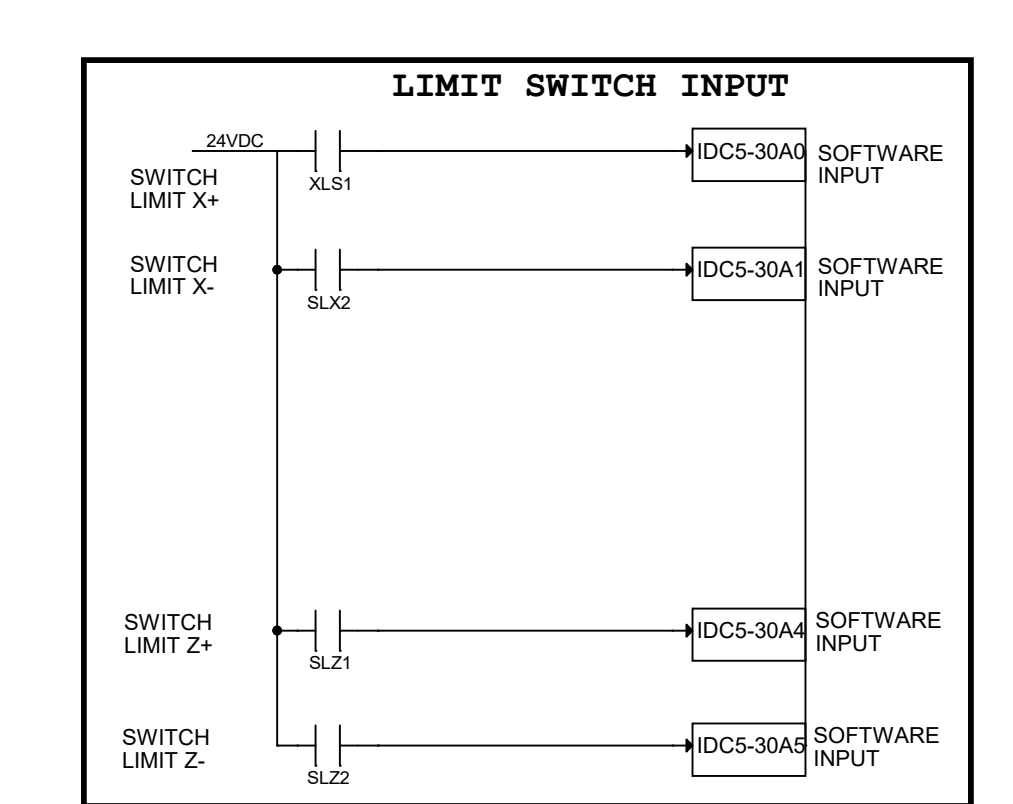 LIMIT SWITCH INPUT
24VDC
SWITCH
LIMIT X+
XLS1
IDC5-30A0
SOFTWARE
INPUT
SWITCH
LIMIT X-
SLX2
IDC5-30A1
SOFTWARE
INPUT
SWITCH
LIMIT Z+
SLZ1
IDC5-30A4
SOFTWARE
INPUT
SWITCH
LIMIT Z-
SLZ2
IDC5-30A5
SOFTWARE
INPUT